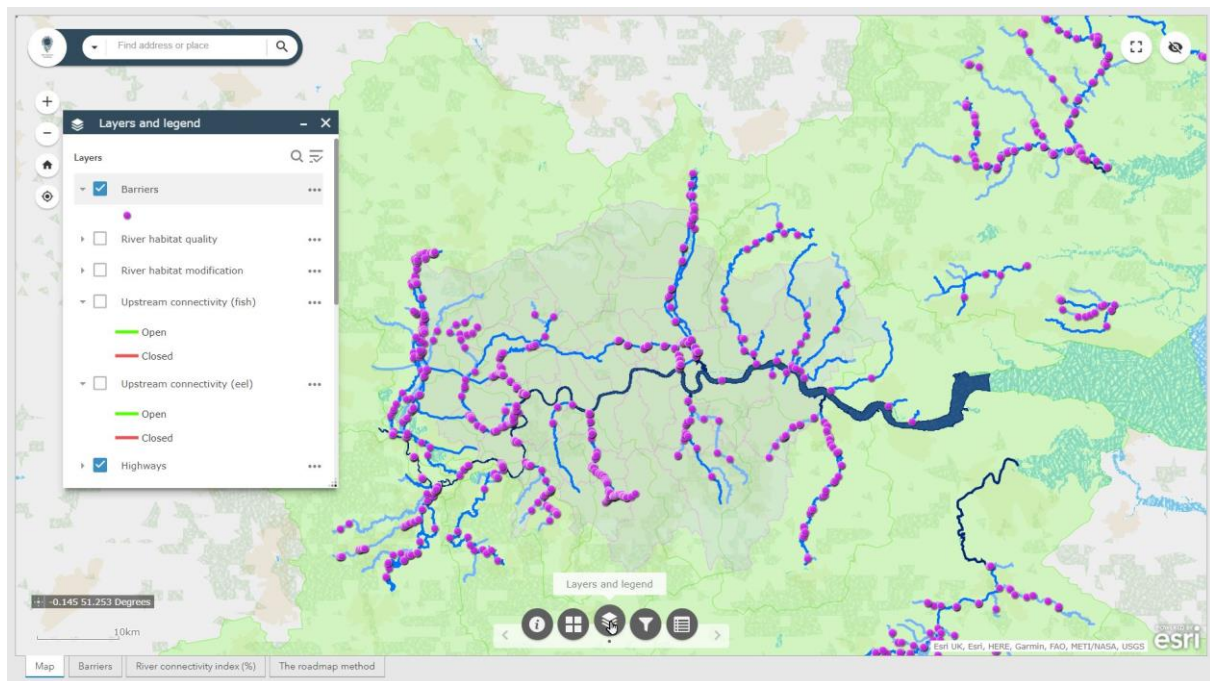 Find address or place
Layers and legend
Layers
Barriers
River habitat quality
River habitat modification
Upstream connectivity (fish)
Open
Closed
Upstream connectivity (eel)
Open
Closed
Highways
Layers and legend
-0.145 51.253 Degrees
10km
POWERED BY
esri
Esri UK, Esri, HERE, Garmin, FAO, METI/NASA, USGS
Map
Barriers
River connectivity index (%)
The roadmap method